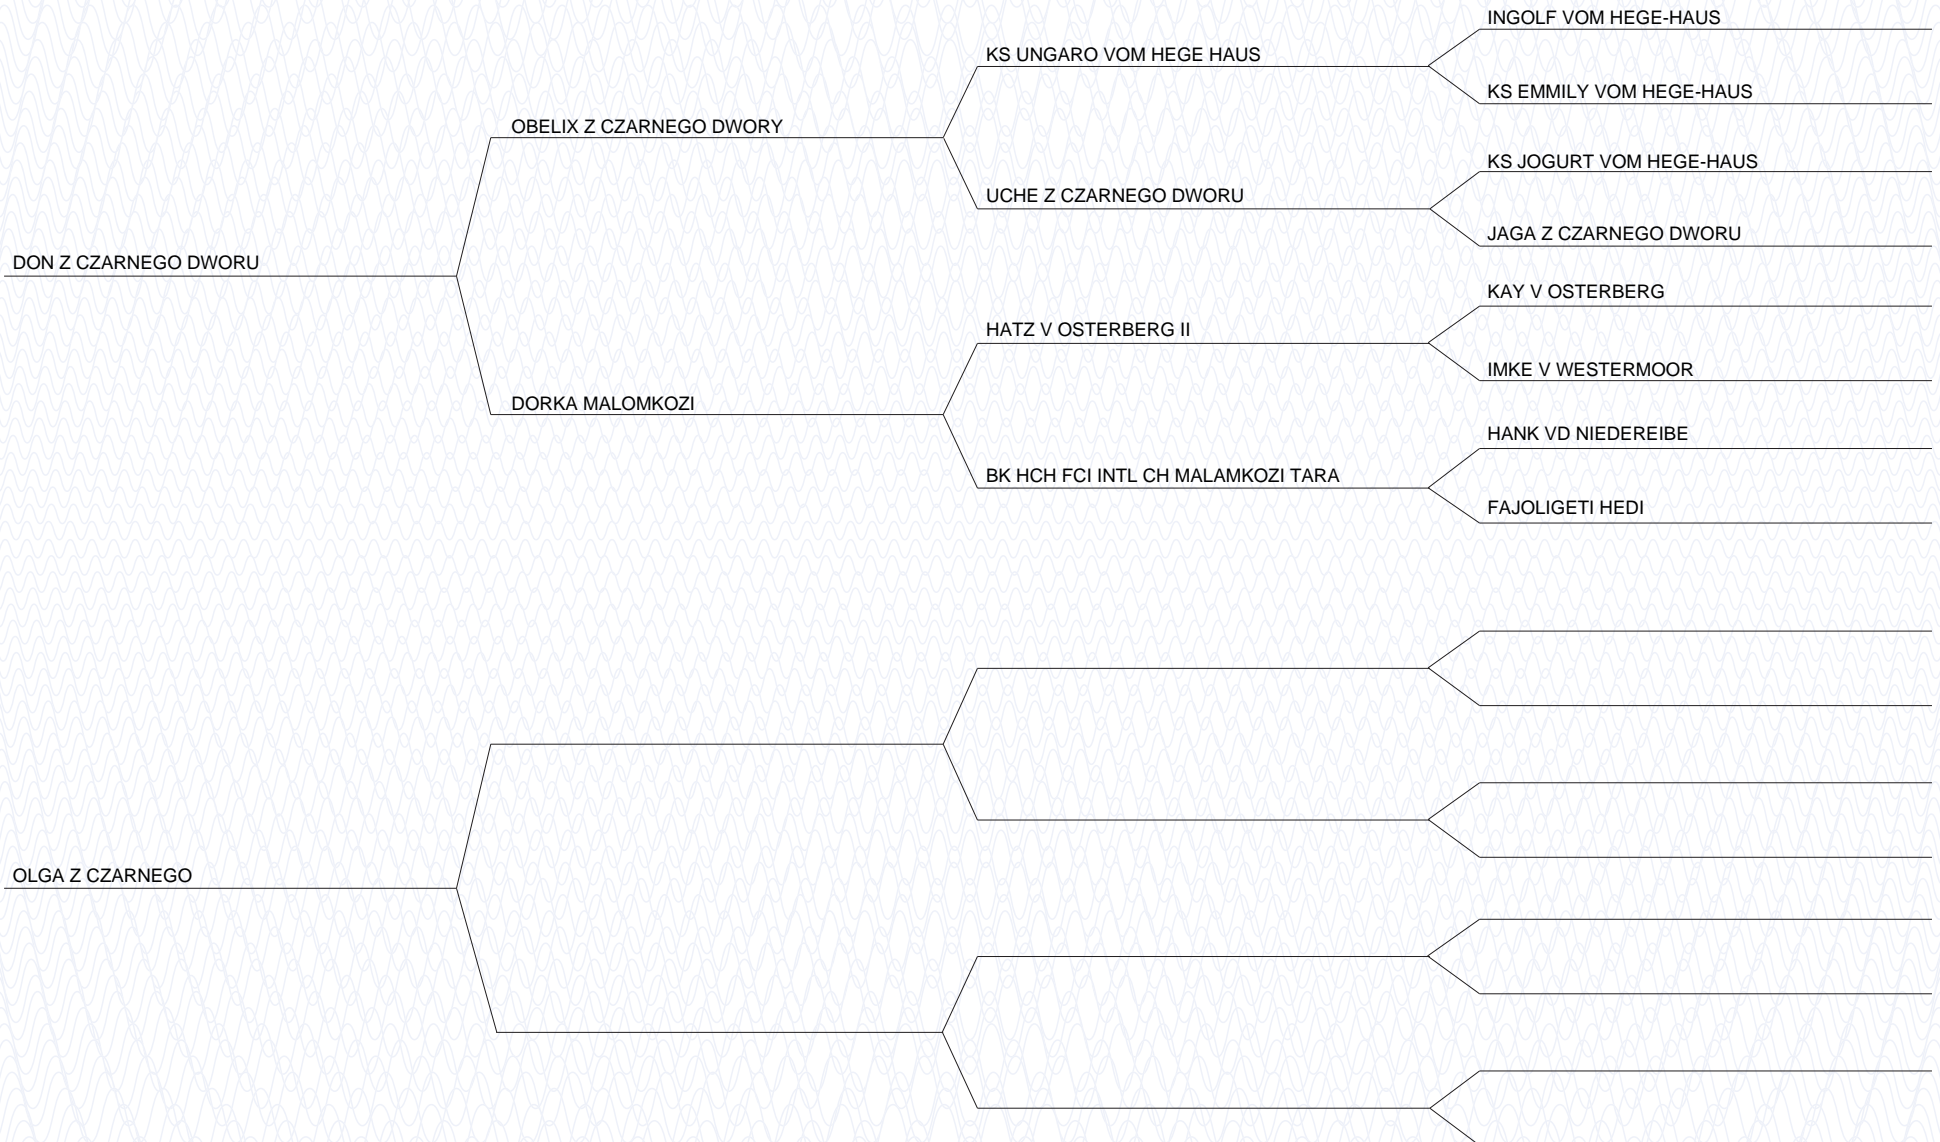 INGOLF VOM HEGE-HAUS
KS UNGARO VOM HEGE HAUS
KS EMMILY VOM HEGE-HAUS
OBELIX Z CZARNEGO DWORY
KS JOGURT VOM HEGE-HAUS
UCHE Z CZARNEGO DWORU
JAGA Z CZARNEGO DWORU
DON Z CZARNEGO DWORU
KAY V OSTERBERG
HATZ V OSTERBERG II
IMKE V WESTERMOOR
DORKA MALOMKOZI
HANK VD NIEDEREIBE
BK HCH FCI INTL CH MALAMKOZI TARA
FAJOLIGETI HEDI
OLGA Z CZARNEGO